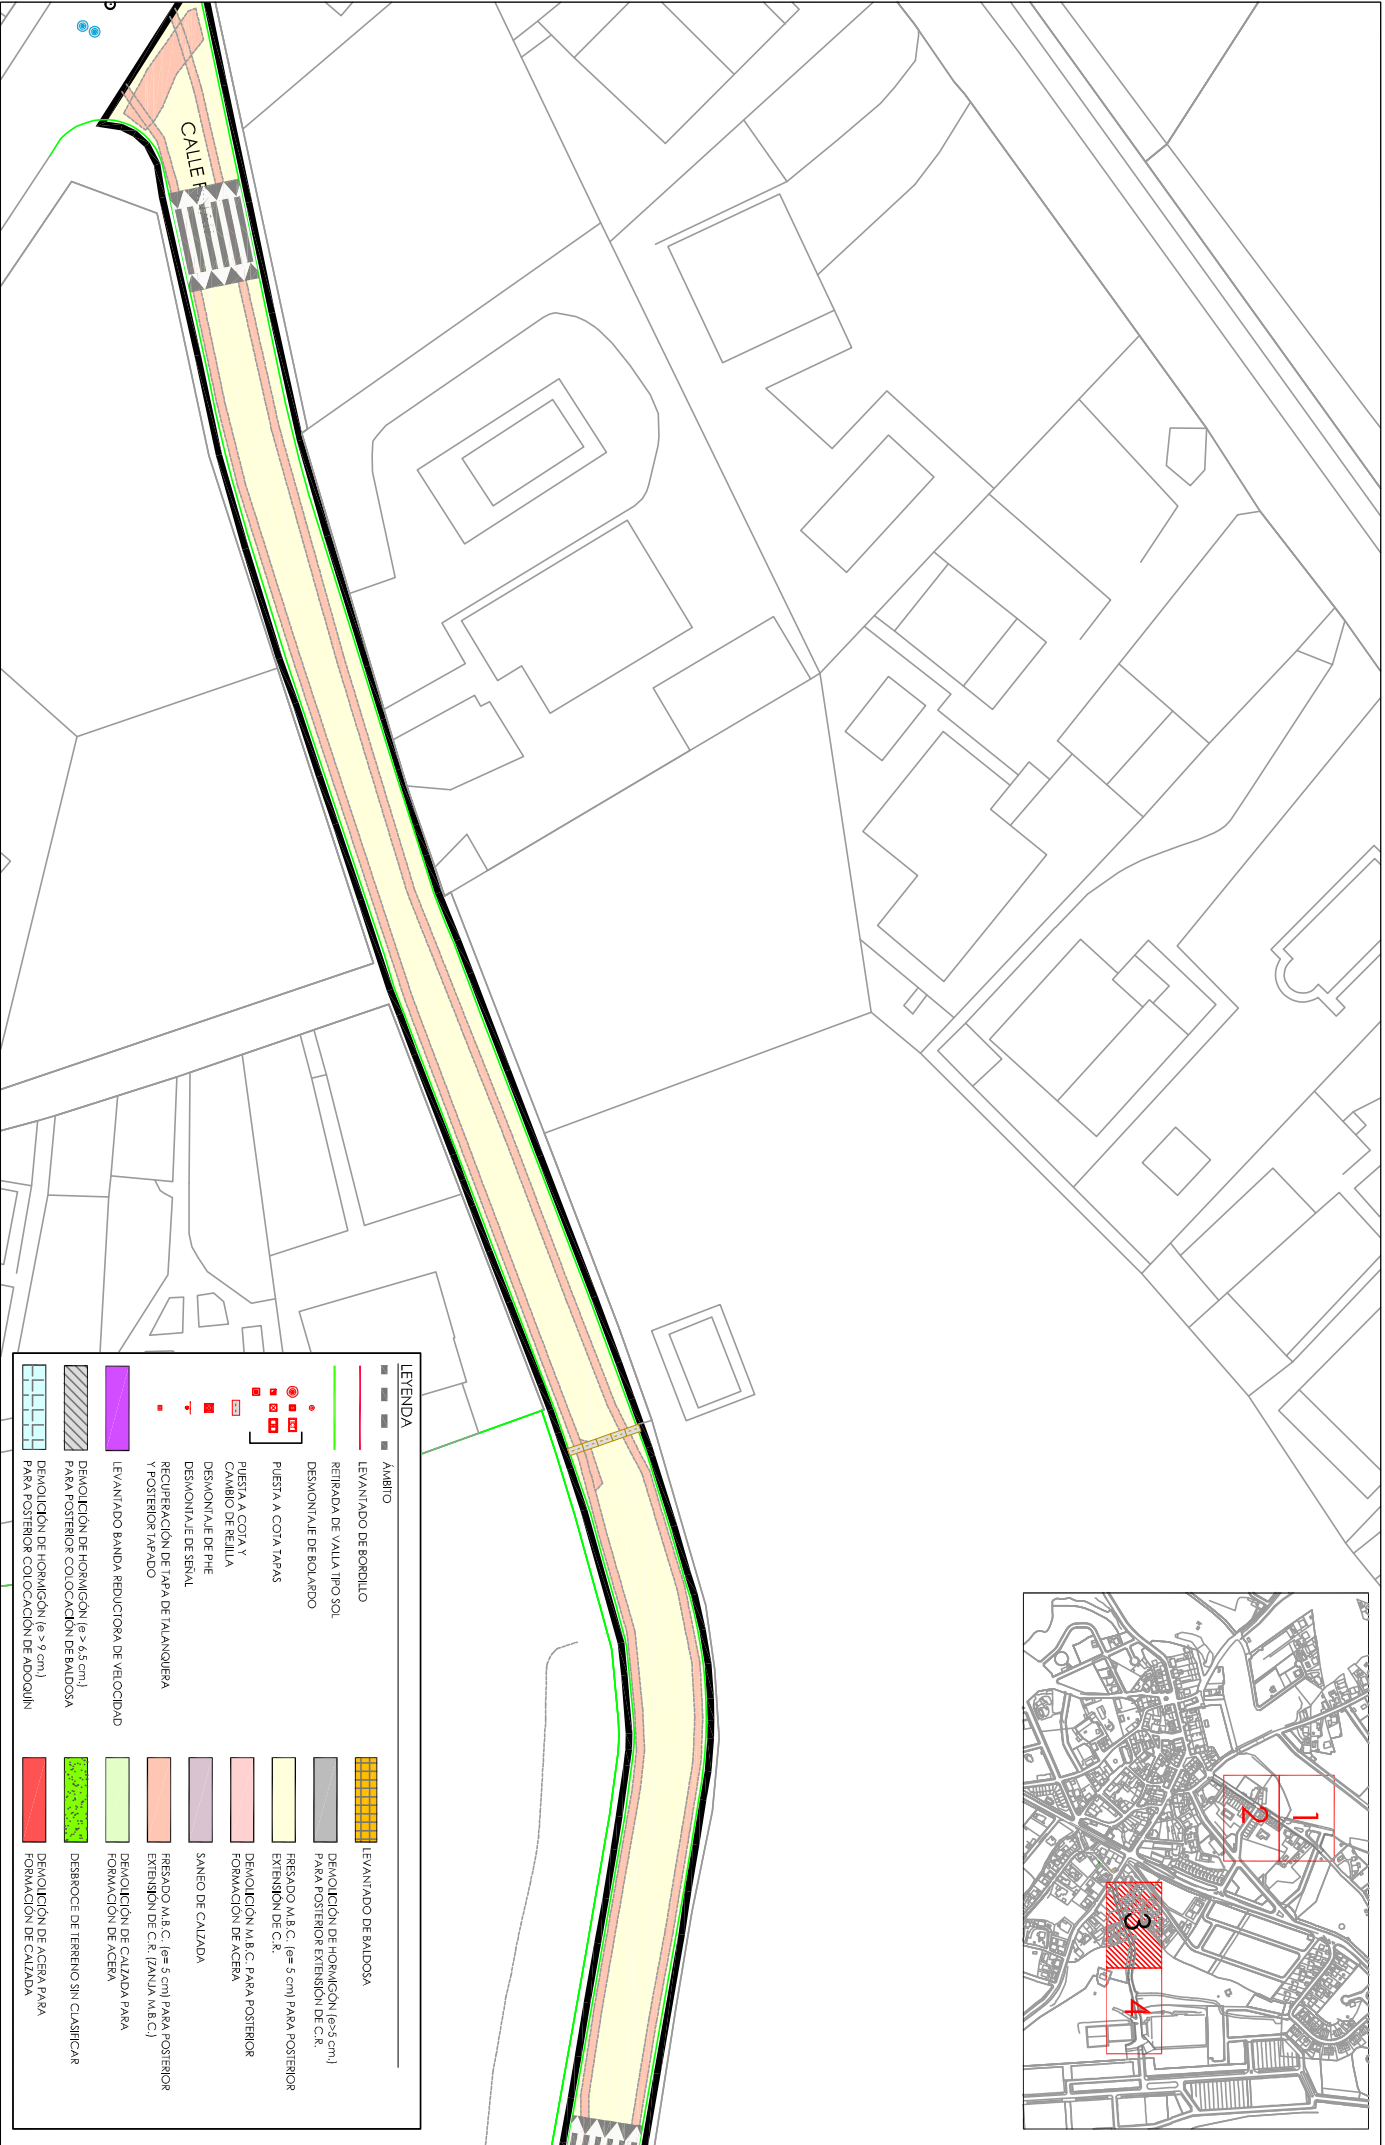 CALLE
LEYENDA
ÁMBITO
LEVANTADO DE BORDILLO
RETIRADA DE VALLA TIPO SOL
DESMONTAJE DE BOLARDO
PUESTA A COTA TAPAS
PUESTA A COTA Y
CAMBIO DE REJILLA
DESMONTAJE DE PHE
DESMONTAJE DE SEÑAL
RECUPERACIÓN DE TAPA DE TALANQUERA
Y POSTERIOR TAPADO
LEVANTADO BANDA REDUCTORA DE VELOCIDAD
DEMOLICIÓN DE HORMIGÓN (e > 6,5 cm.)
PARA POSTERIOR COLOCACIÓN DE BALDOSA
DEMOLICIÓN DE HORMIGÓN (e > 9 cm.)
PARA POSTERIOR COLOCACIÓN DE ADOQUÍN
LEVANTADO DE BALDOSA
DEMOLICIÓN DE HORMIGÓN (e>5 cm.)
PARA POSTERIOR EXTENSIÓN DE C.R.
FRESADO M.B.C. (e= 5 cm) PARA POSTERIOR
EXTENSIÓN DE C.R.
DEMOLICIÓN M.B.C. PARA POSTERIOR
FORMACIÓN DE ACERA
SANEO DE CALZADA
FRESADO M.B.C. (e= 5 cm) PARA POSTERIOR
EXTENSIÓN DE C.R. (ZANJA M.B.C.)
DEMOLICIÓN DE CALZADA PARA
FORMACIÓN DE ACERA
DESBROCE DE TERRENO SIN CLASIFICAR
DEMOLICIÓN DE ACERA PARA
FORMACIÓN DE CALZADA
1
2
3
4